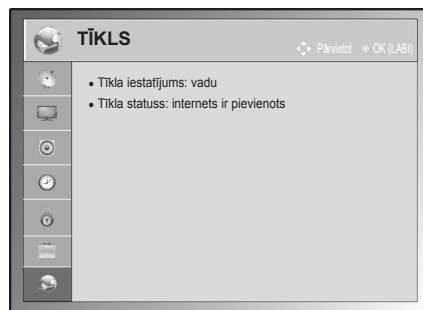 TĪKLS
Pārvietot OK (LABI)
• Tīkla iestatījums: vadu
• Tīkla statuss: internets ir pievienots